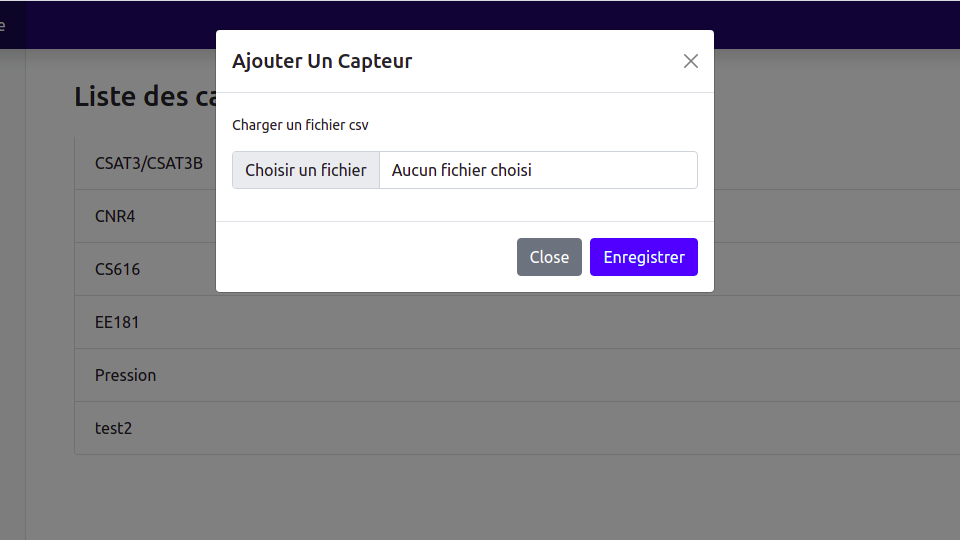 e
Ajouter Un Capteur
Liste des ca
Charger un fichier csv
Choisir un fichier Aucun fichier choisi
Close Enregistrer
CSAT3/CSAT3B
CNR4
CS616
EE181
Pression
test2